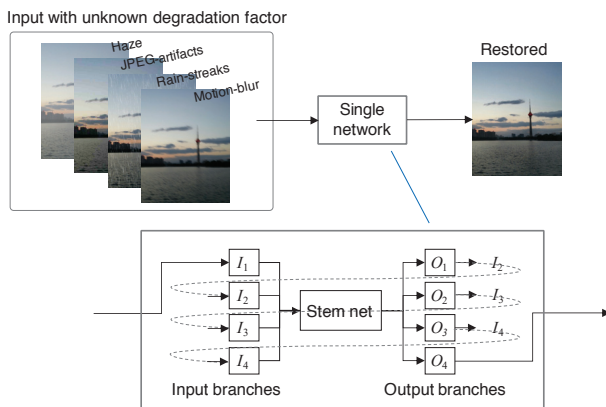 Input with unknown degradation factor
Haze
JPEG-artifacts
Rain-streaks
Motion-blur
Single
network
Restored
I1 O1 I2
I2 Stem net O2 I3
I3 O3 I4
I4 O4
Input branches Output branches